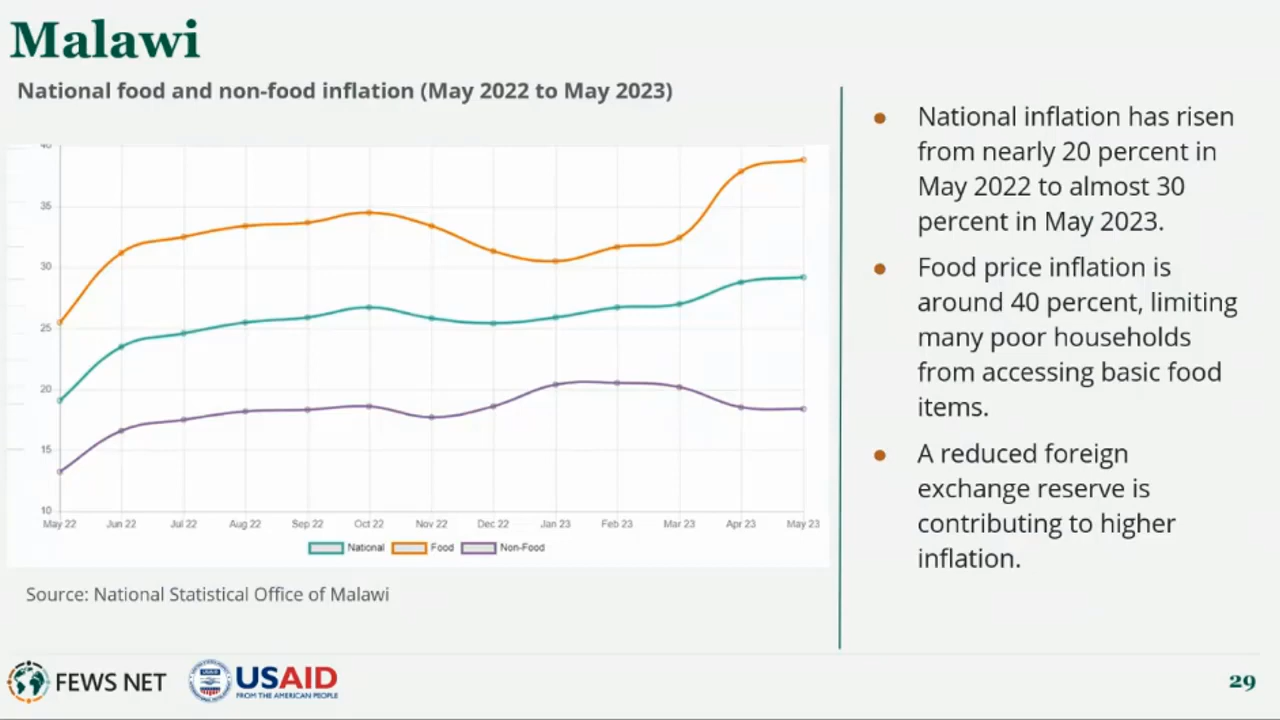 Malawi
National food and non-food inflation (May 2022 to May 2023)
40
35
30
25
20
15
10
May 22 Jun 22 Jul 22 Aug 22 Sep 22 Oct 22 Nov 22 Dec 22 Jan 23 Feb 23 Mar 23 Apr 23 May 23
National Food Non-Food
Source: National Statistical Office of Malawi
• National inflation has risen
from nearly 20 percent in
May 2022 to almost 30
percent in May 2023.
• Food price inflation is
around 40 percent, limiting
many poor households
from accessing basic food
items.
• A reduced foreign
exchange reserve is
contributing to higher
inflation.
FEWS NET
USAID
FROM THE AMERICAN PEOPLE
29